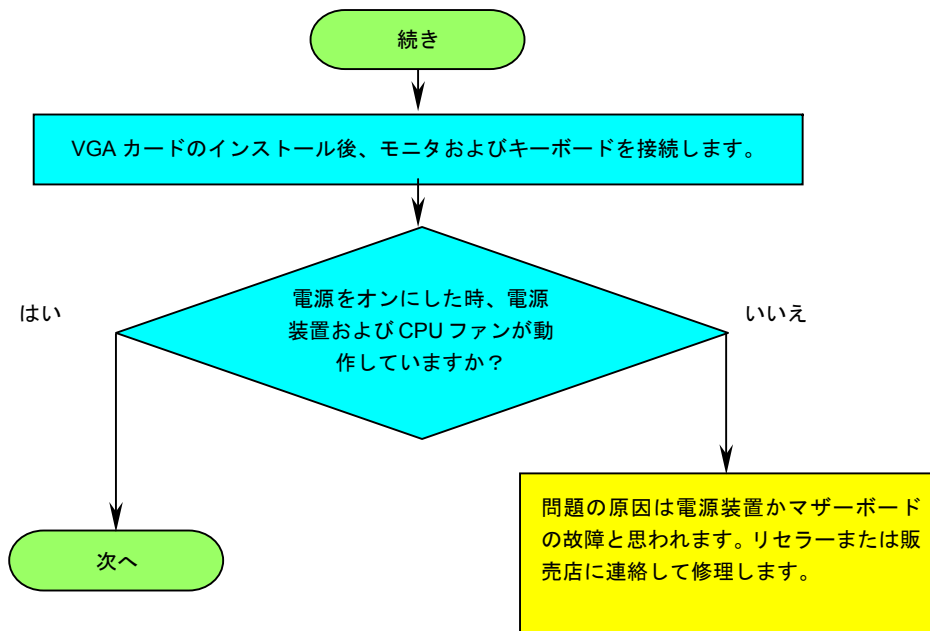 続き
VGA カードのインストール後、モニタおよびキーボードを接続します。
電源をオンにした時、電源
装置および CPU ファンが動
作していますか？
はい
いいえ
次へ
問題の原因は電源装置かマザーボード
の故障と思われます。リセラーまたは販
売店に連絡して修理します。